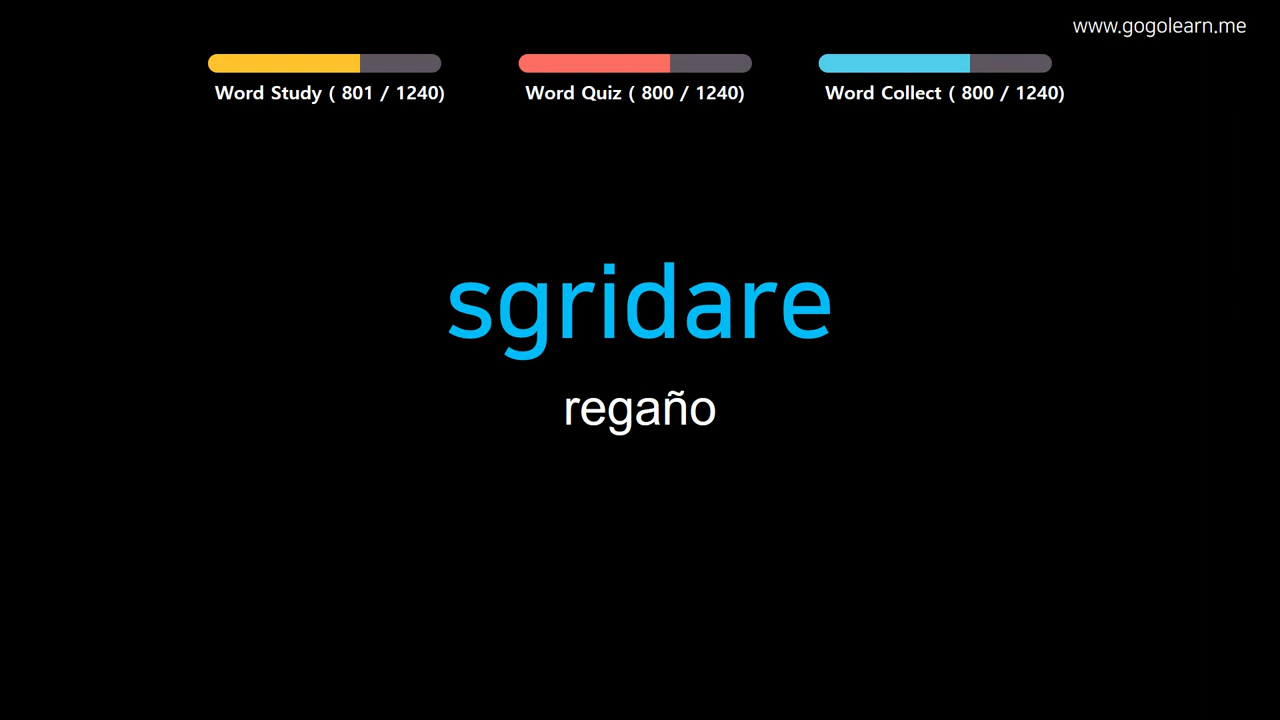 www.gogolearn.me
Word Study ( 801 / 1240)
Word Quiz ( 800 / 1240)
Word Collect ( 800 / 1240)
sgridare
regaño